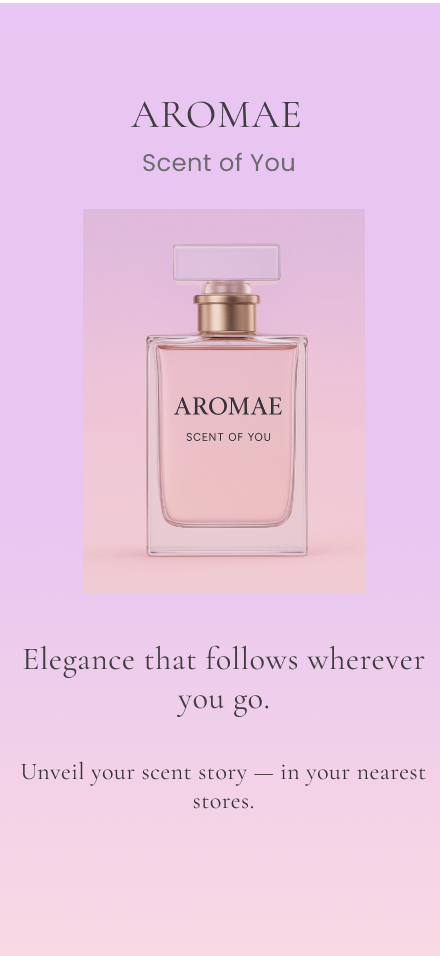 AROMAE
Scent of You
AROMAE
SCENT OF YOU
Elegance that follows wherever
you go.
Unveil your scent story — in your nearest
stores.